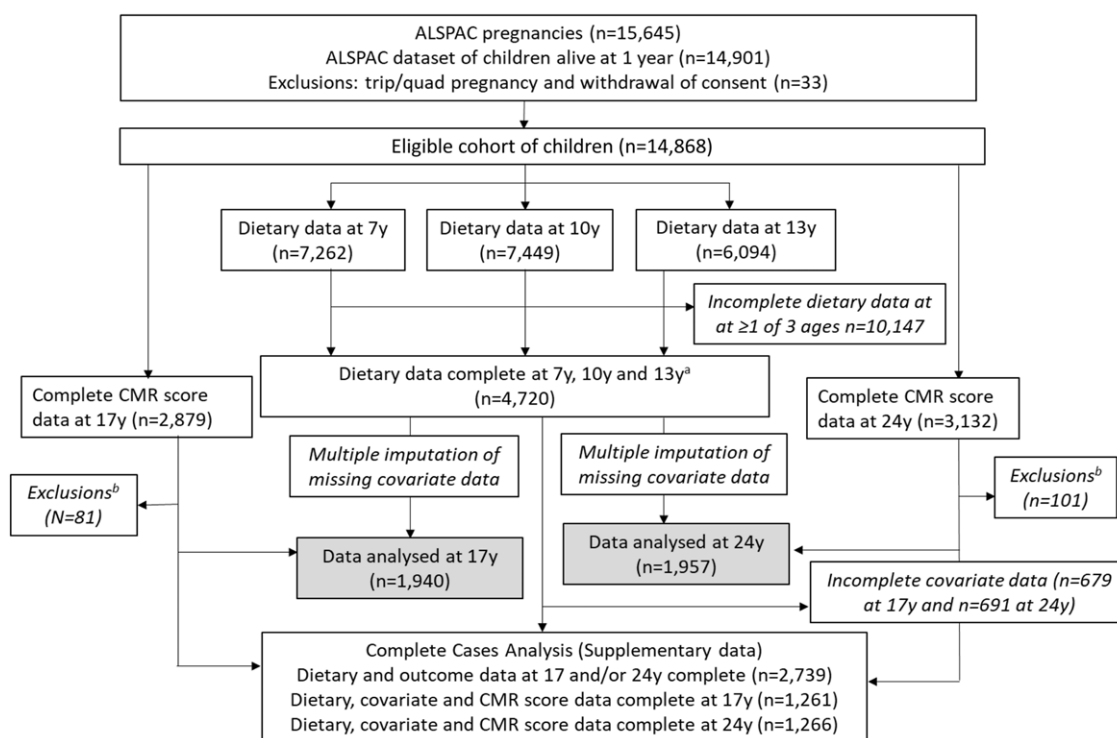 ALSPAC pregnancies (n=15,645)
ALSPAC dataset of children alive at 1 year (n=14,901)
Exclusions: trip/quad pregnancy and withdrawal of consent (n=33)
Eligible cohort of children (n=14,868)
Dietary data at 7y
(n=7,262)
Dietary data at 10y
(n=7,449)
Dietary data at 13y
(n=6,094)
Incomplete dietary data at
at ≥1 of 3 ages n=10,147
Dietary data complete at 7y, 10y and 13yᵃ
(n=4,720)
Complete CMR score
data at 17y (n=2,879)
Complete CMR score
data at 24y (n=3,132)
Multiple imputation of
missing covariate data
Multiple imputation of
missing covariate data
Exclusionsᵇ
(N=81)
Exclusionsᵇ
(n=101)
Data analysed at 17y
(n=1,940)
Data analysed at 24y
(n=1,957)
Incomplete covariate data (n=679
at 17y and n=691 at 24y)
Complete Cases Analysis (Supplementary data)
Dietary and outcome data at 17 and/or 24y complete (n=2,739)
Dietary, covariate and CMR score data complete at 17y (n=1,261)
Dietary, covariate and CMR score data complete at 24y (n=1,266)